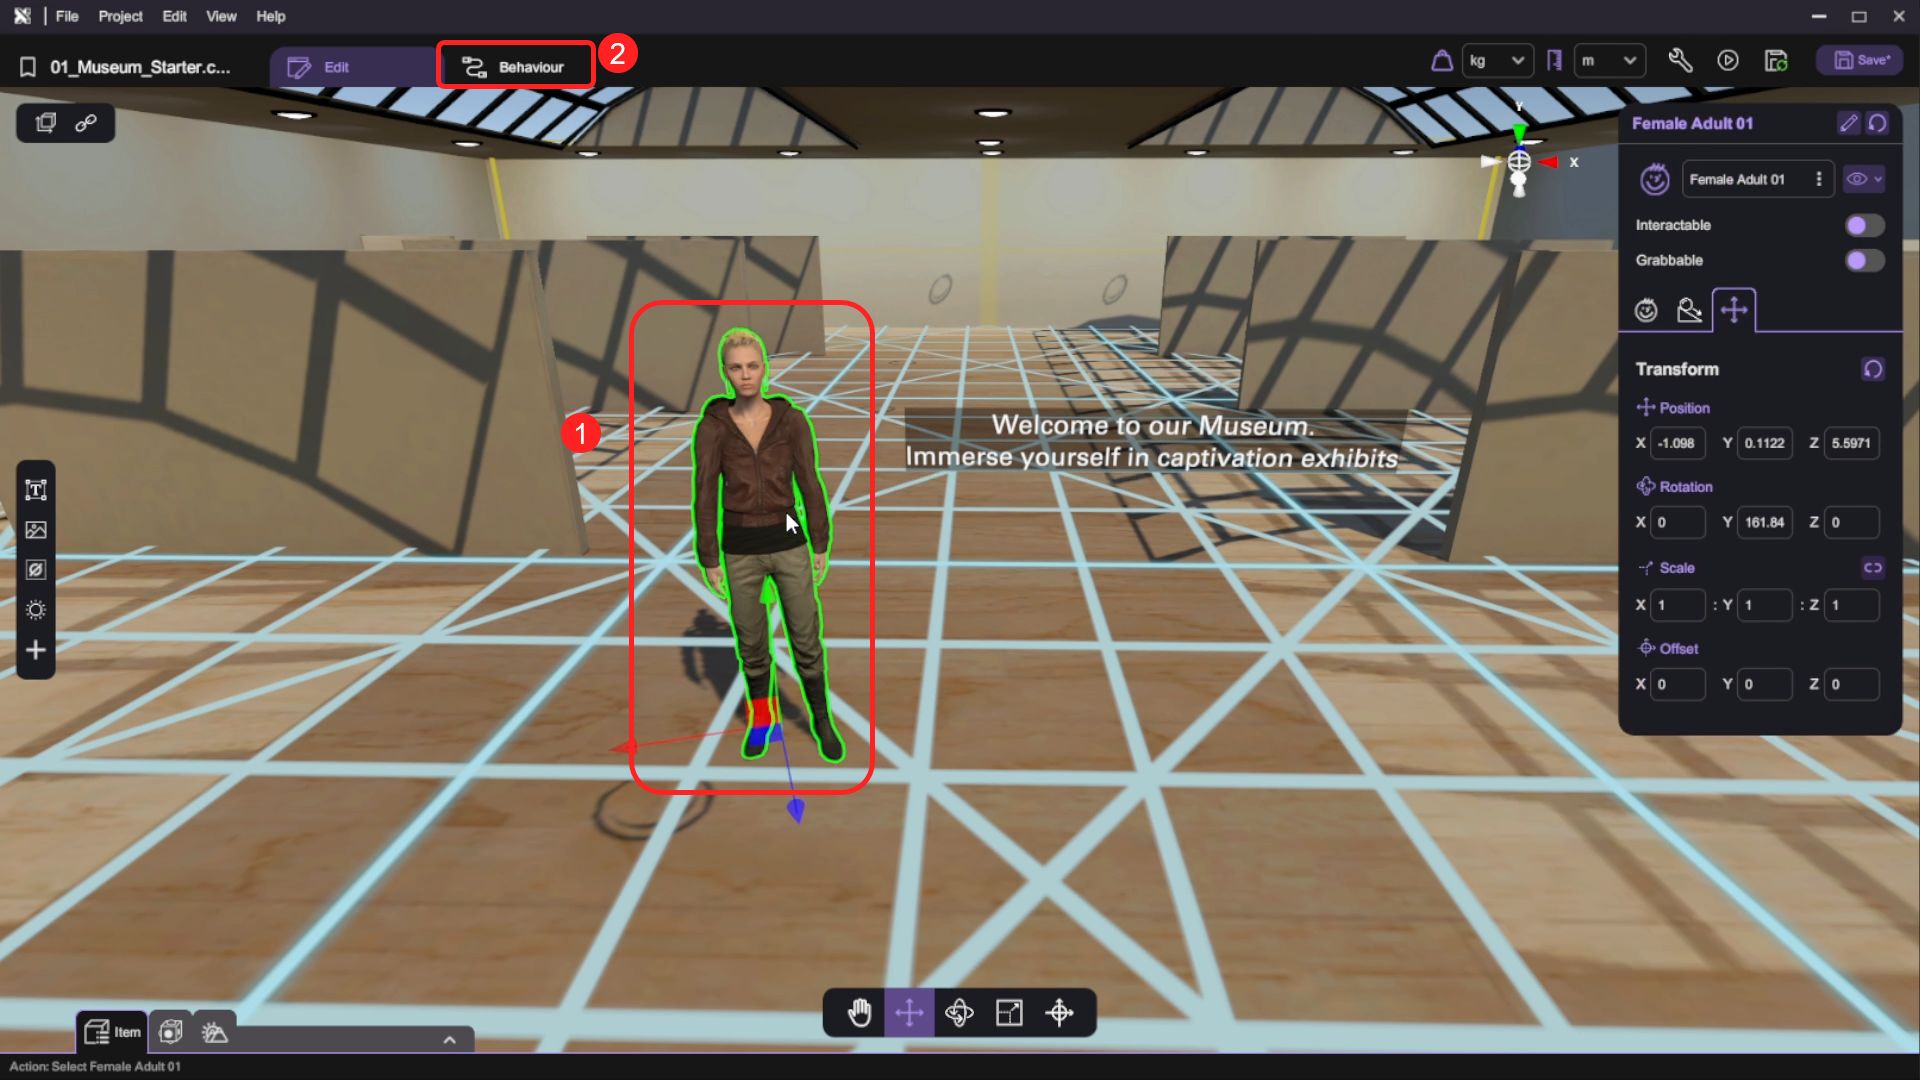 File Project Edit View Help
01_Museum_Starter.c... Edit Behaviour 2 kg m Save*
Y
X
Female Adult 01
Female Adult 01
Interactable
Grabbable
Transform
Position
X -1.098 Y 0.1122 Z 5.5971
Rotation
X 0 Y 161.84 Z 0
Scale
X 1 : Y 1 : Z 1
Offset
X 0 Y 0 Z 0
1
Welcome to our Museum.
Immerse yourself in captivation exhibits
T
Item
Action: Select Female Adult 01